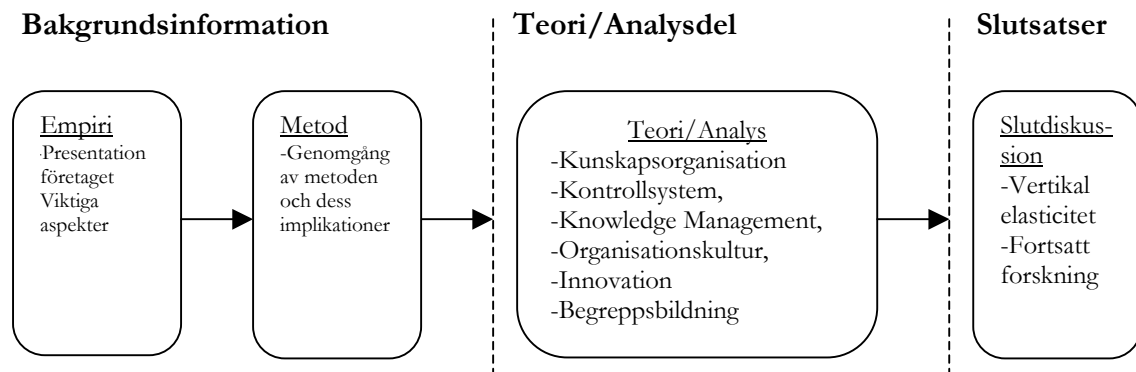 Bakgrundsinformation
Teori/Analysdel
Slutsatser
Empiri
-Presentation
företaget
Viktiga
aspekter
Metod
-Genomgång
av metoden
och dess
implikationer
Teori/Analys
-Kunskapsorganisation
-Kontrollsystem,
-Knowledge Management,
-Organisationskultur,
-Innovation
-Begreppsbildning
Slutdiskus-
sion
-Vertikal
elasticitet
-Fortsatt
forskning